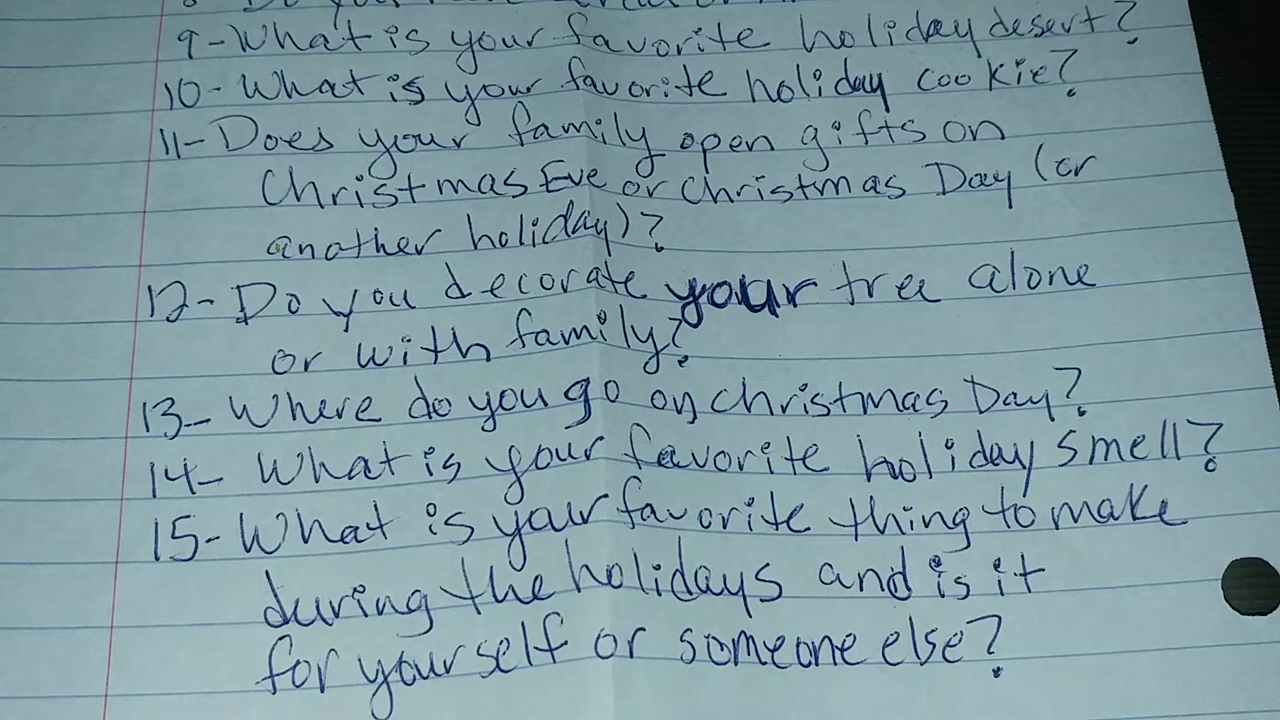 9-What is your favorite holiday desert?
10-What is your favorite holiday cookie?
11-Does your family open gifts on
Christmas Eve or Christmas Day (or
another holiday)?
12-Do you decorate your tree alone
or with family?
13-Where do you go on Christmas Day?
14-What is your favorite holiday smell?
15-What is your favorite thing to make
during the holidays and is it
for yourself or someone else?